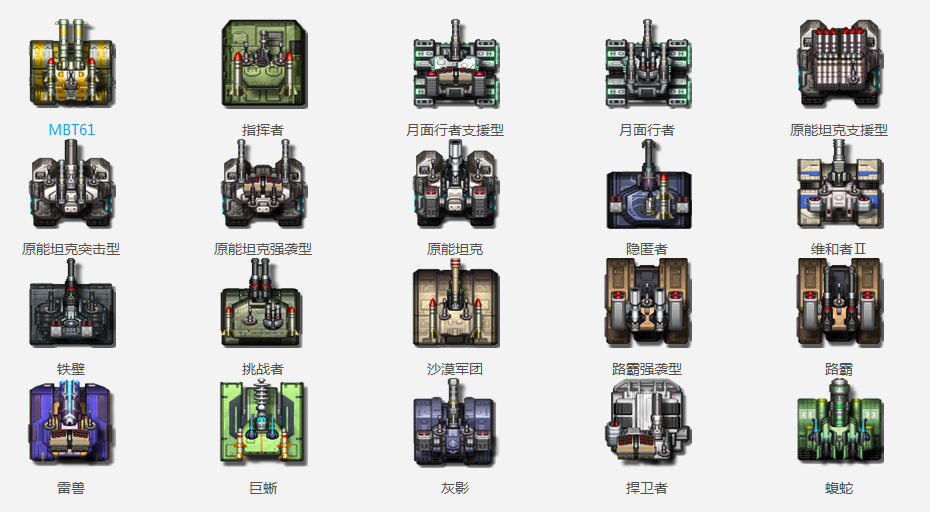 MBT61 指挥者 月面行者支援型 月面行者 原能坦克支援型
原能坦克突击型 原能坦克强袭型 原能坦克 隐匿者 维和者Ⅱ
铁壁 挑战者 沙漠军团 路霸强袭型 路霸
雷兽 巨蜥 灰影 捍卫者 蝮蛇